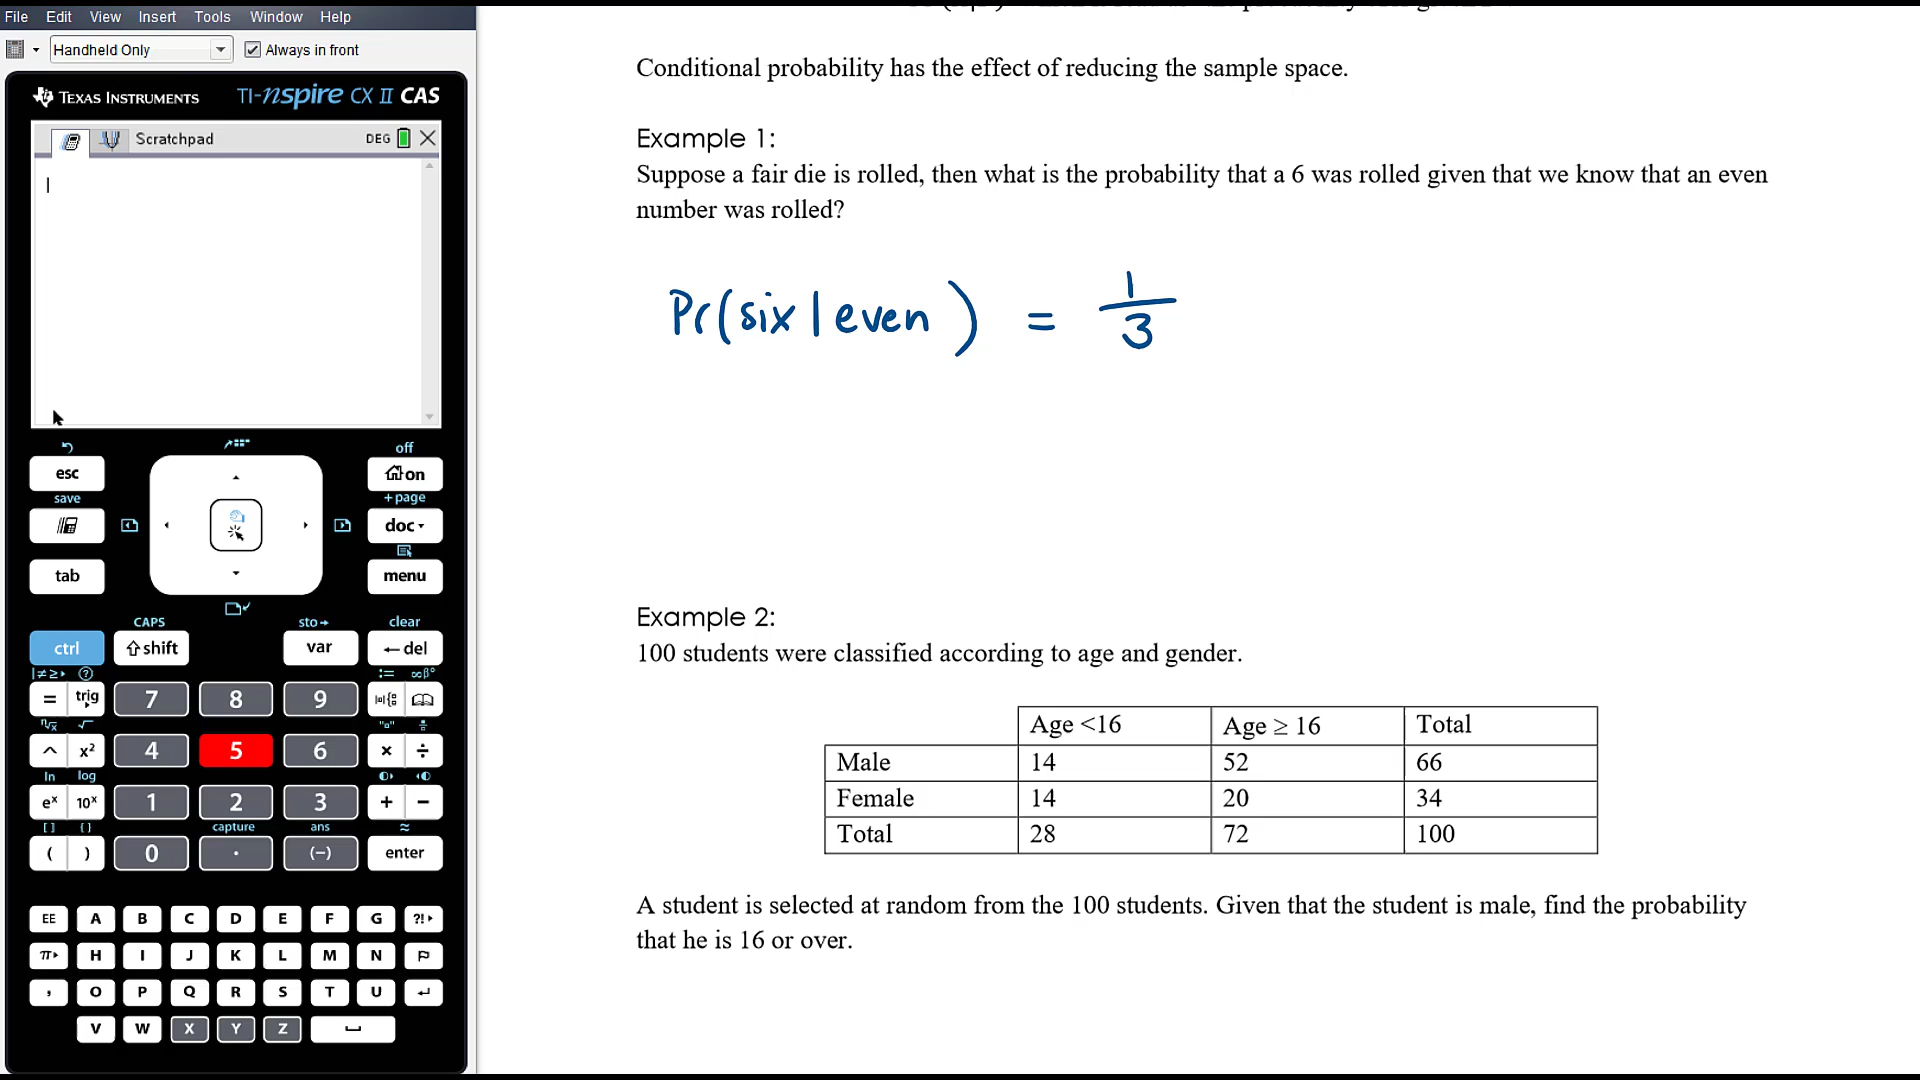 File Edit View Insert Tools Window Help
Handheld Only Always in front
TEXAS INSTRUMENTS TI-nspire CX II CAS
Scratchpad DEG
esc off on
save +page
doc
tab menu
CAPS sto→ clear
ctrl ⇧shift var ←del
= trig 7 8 9
^ x² 4 5 6 × ÷
ln log
eˣ 10ˣ 1 2 3 + −
[ ] { } capture ans ≈
( ) 0 . (−) enter
EE A B C D E F G ?!▸
π▸ H I J K L M N
, O P Q R S T U ↵
V W X Y Z
Conditional probability has the effect of reducing the sample space.
Example 1:
Suppose a fair die is rolled, then what is the probability that a 6 was rolled given that we know that an even
number was rolled?
Pr(six | even) = 1/3
Example 2:
100 students were classified according to age and gender.
Age <16 Age ≥ 16 Total
Male 14 52 66
Female 14 20 34
Total 28 72 100
A student is selected at random from the 100 students. Given that the student is male, find the probability
that he is 16 or over.